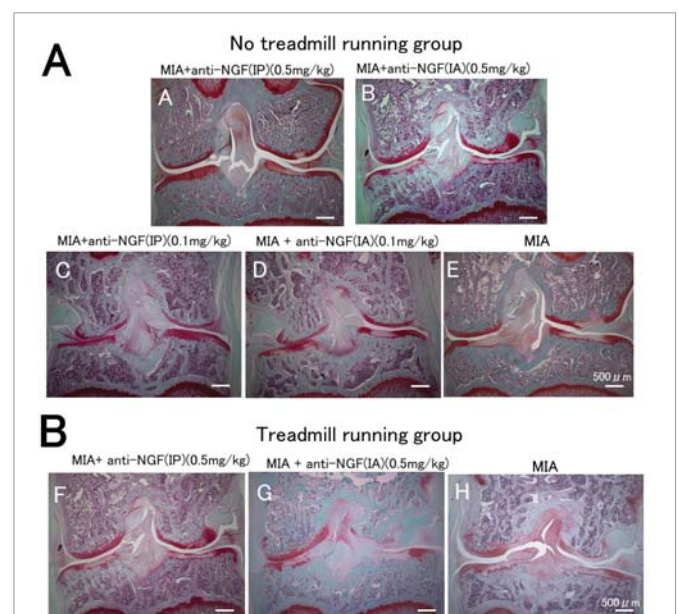 A
No treadmill running group
MIA+anti-NGF(IP)(0.5mg/kg)
MIA+anti-NGF(IA)(0.5mg/kg)
A
B
MIA+anti-NGF(IP)(0.1mg/kg)
MIA + anti-NGF(IA)(0.1mg/kg)
MIA
C
D
E
500 μm
B
Treadmill running group
MIA+ anti-NGF(IP)(0.5mg/kg)
MIA + anti-NGF(IA)(0.5mg/kg)
MIA
F
G
H
500 μm